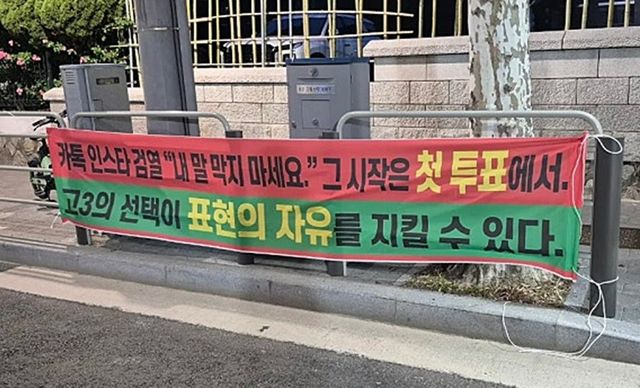 카톡 인스타 검열 “내 말 막지 마세요.” 그 시작은 첫 투표에서.
고3의 선택이 표현의 자유를 지킬 수 있다.